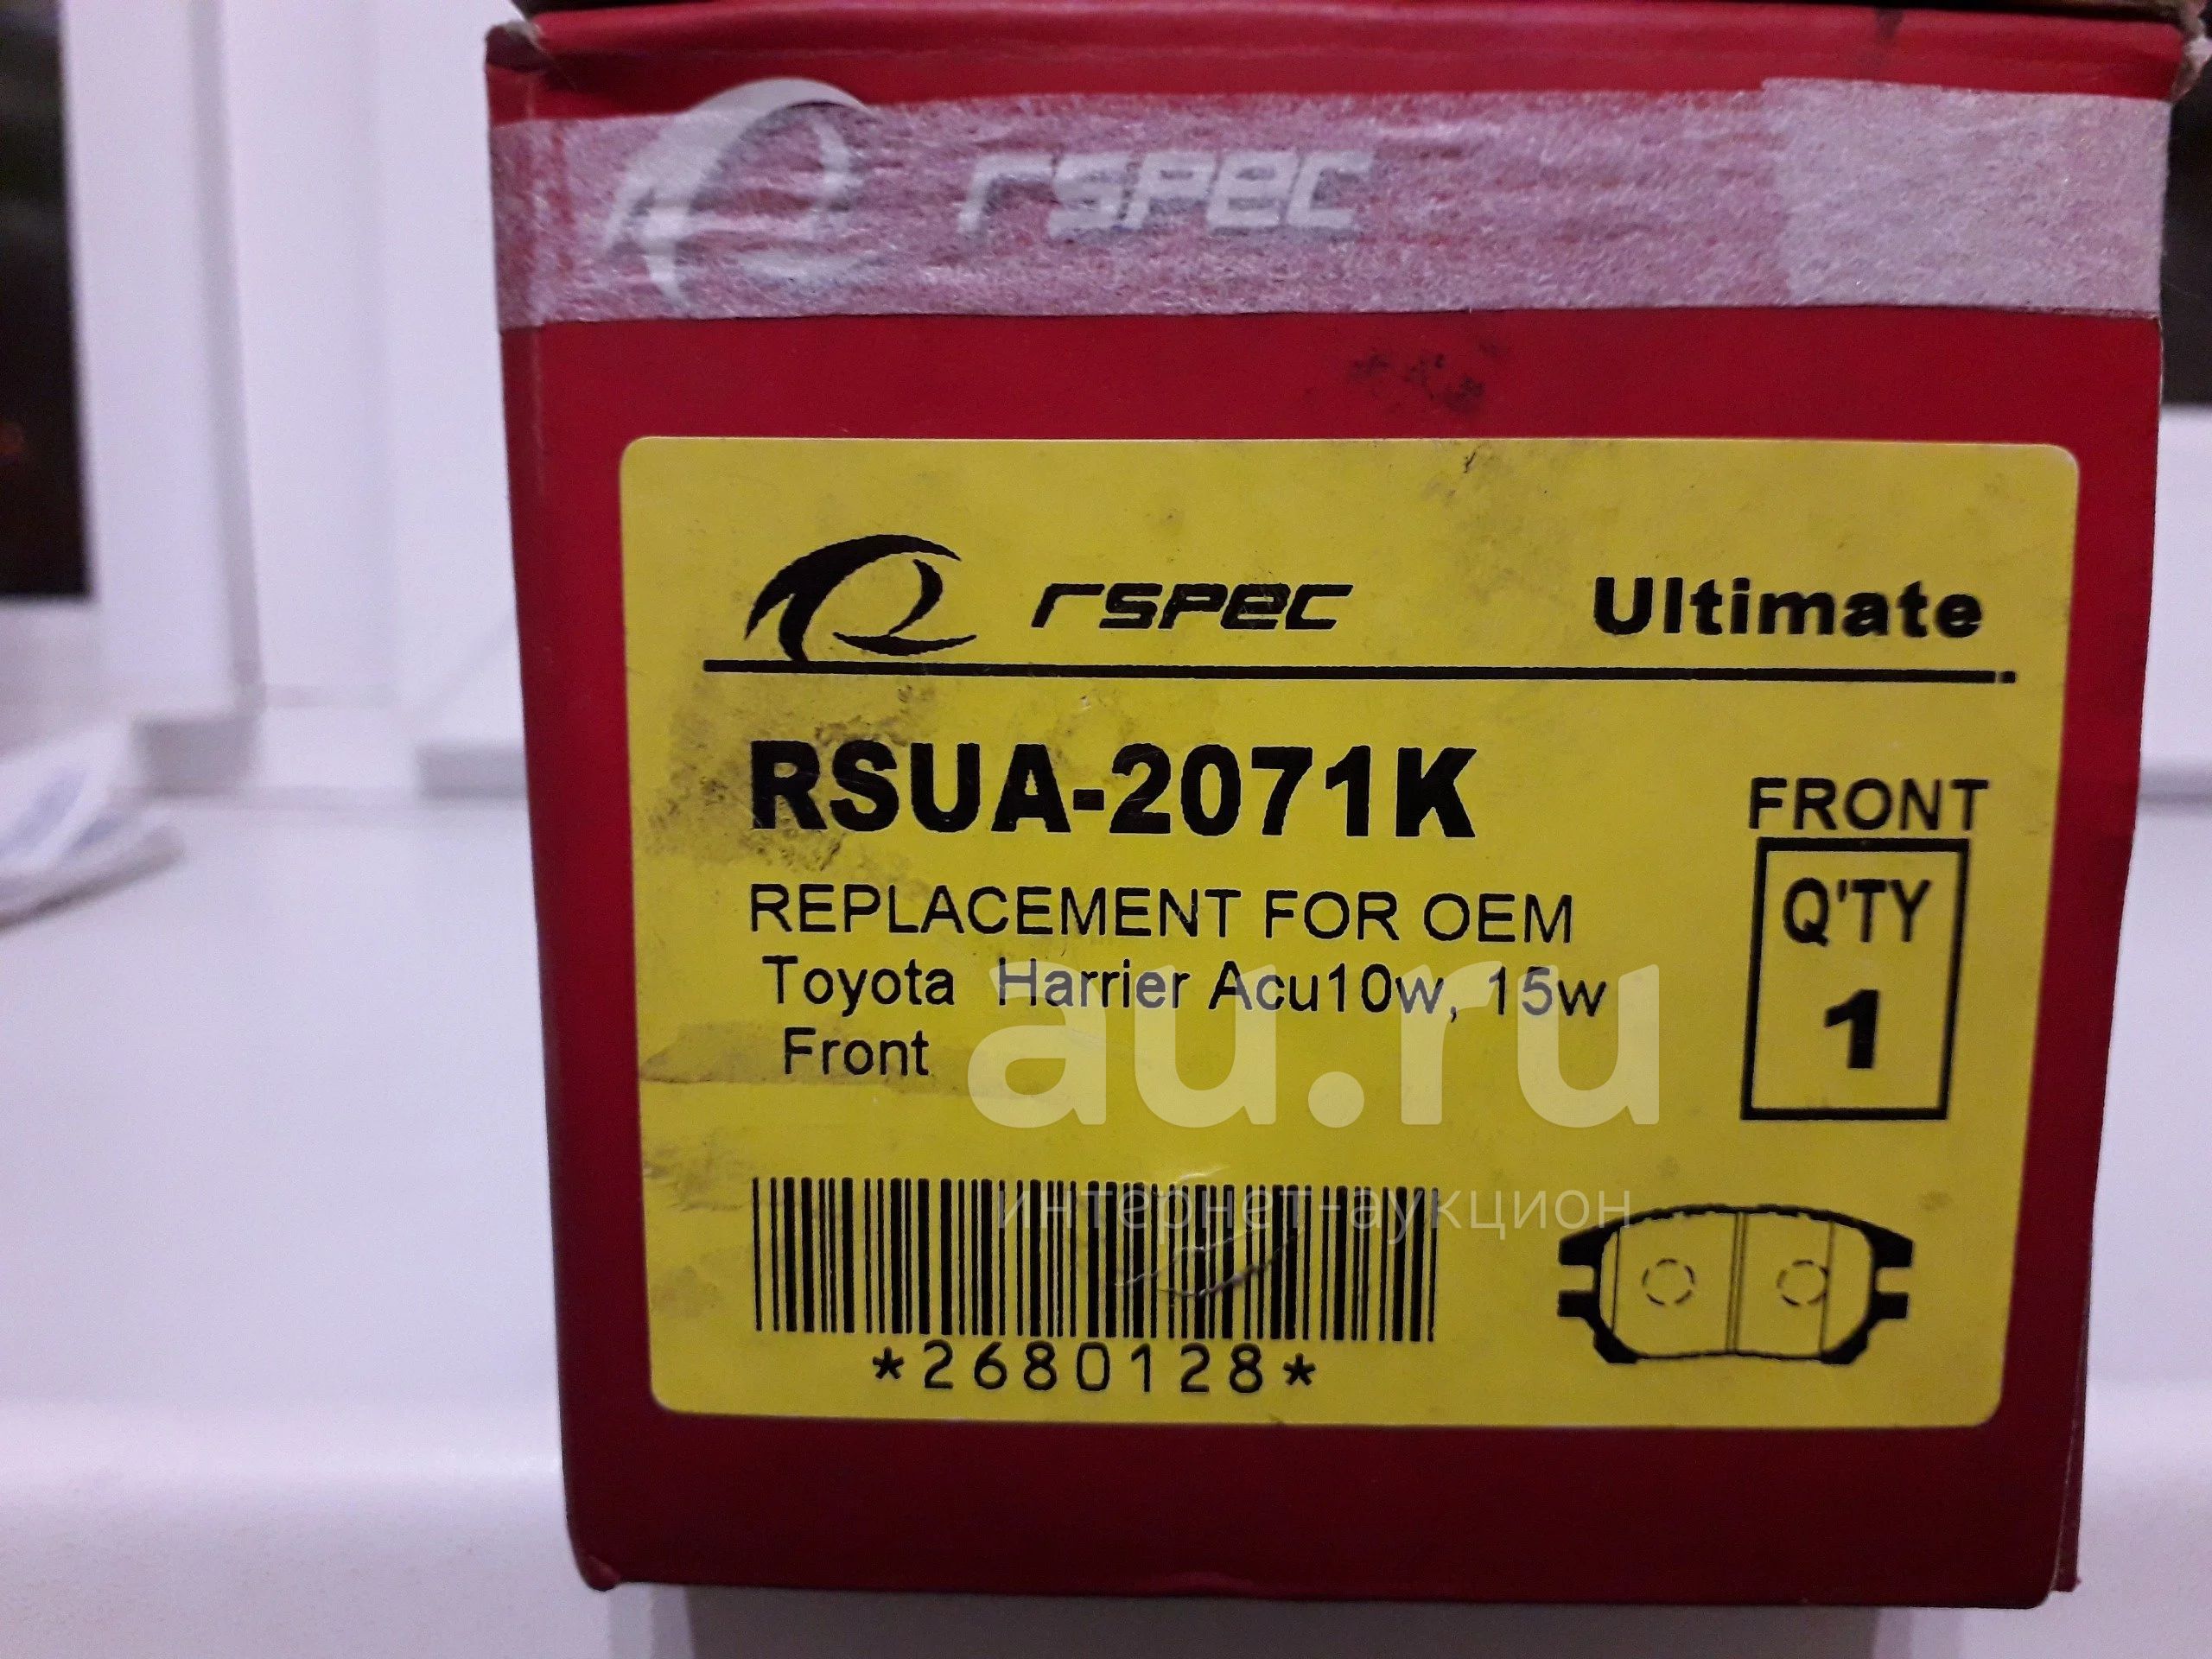 rspec
rspec Ultimate
RSUA-2071K
FRONT
REPLACEMENT FOR OEM
Q'TY
Toyota Harrier Acu10w, 15w
1
Front
au.ru
интернет-аукцион
*2680128*